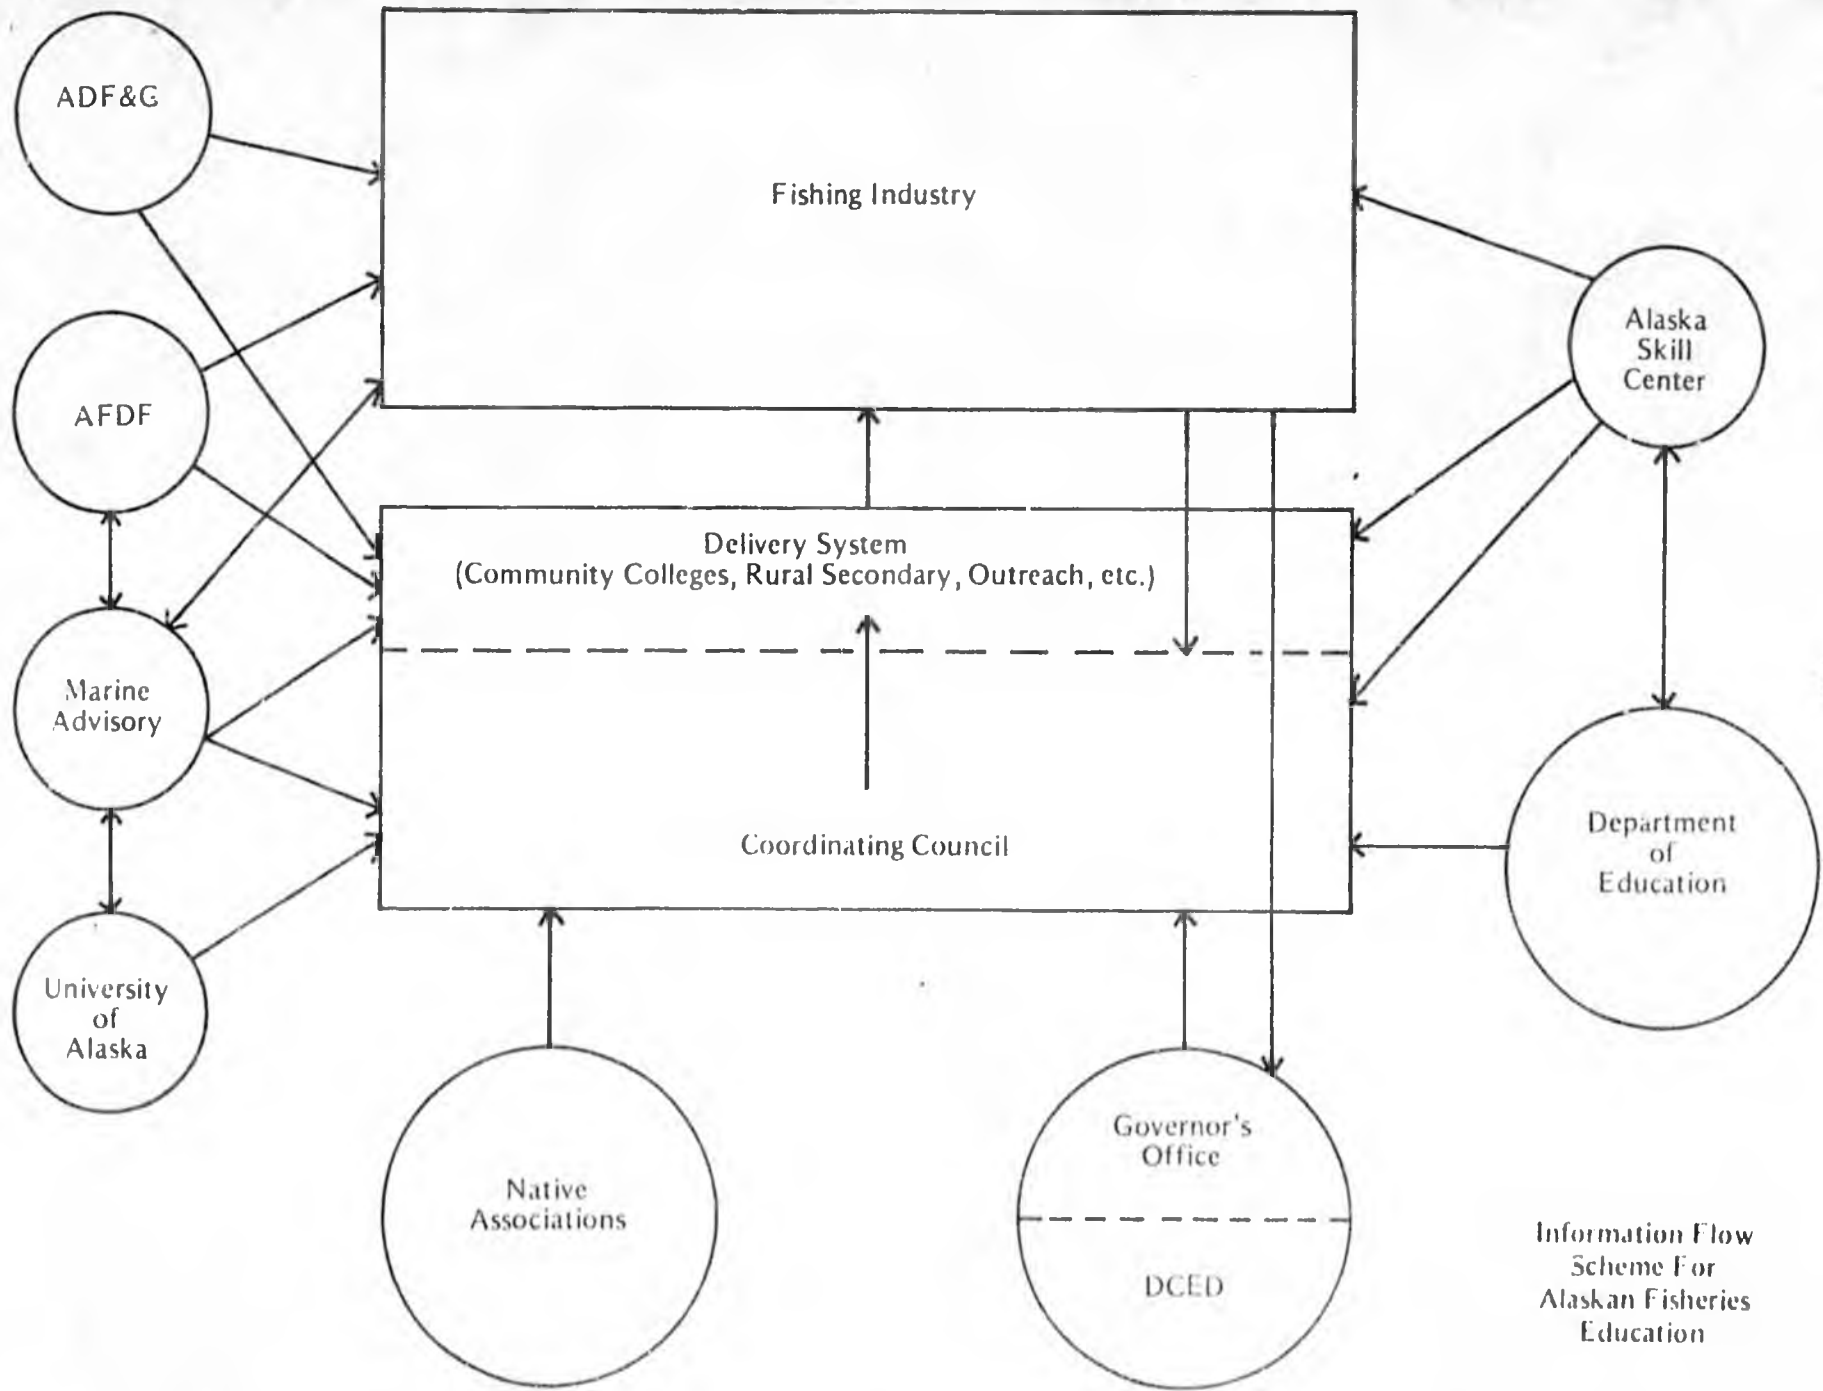 ADF&G
Fishing Industry
Alaska
Skill
Center
AFDF
Delivery System
(Community Colleges, Rural Secondary, Outreach, etc.)
Marine
Advisory
Coordinating Council
Department
of
Education
University
of
Alaska
Native
Associations
Governor's
Office
DCED
Information Flow
Scheme For
Alaskan Fisheries
Education